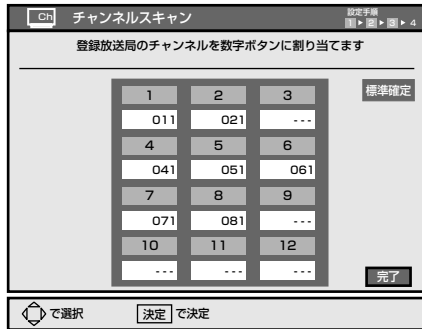 Ch チャンネルスキャン 設定手順
1 ▶ 2 ▶ 3 ▶ 4
登録放送局のチャンネルを数字ボタンに割り当てます
標準確定
1 2 3
011 021 ---
4 5 6
041 051 061
7 8 9
071 081 ---
10 11 12
--- --- ---
完了
で選択 決定 で決定